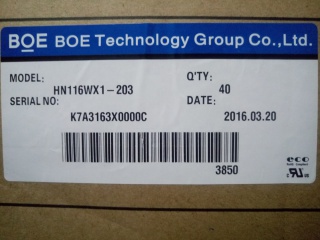 BOE BOE Technology Group Co.,Ltd.
MODEL: Q'TY:
HN116WX1-203 40
SERIAL NO: DATE:
K7A3163X0000C 2016.03.20
3850
eco